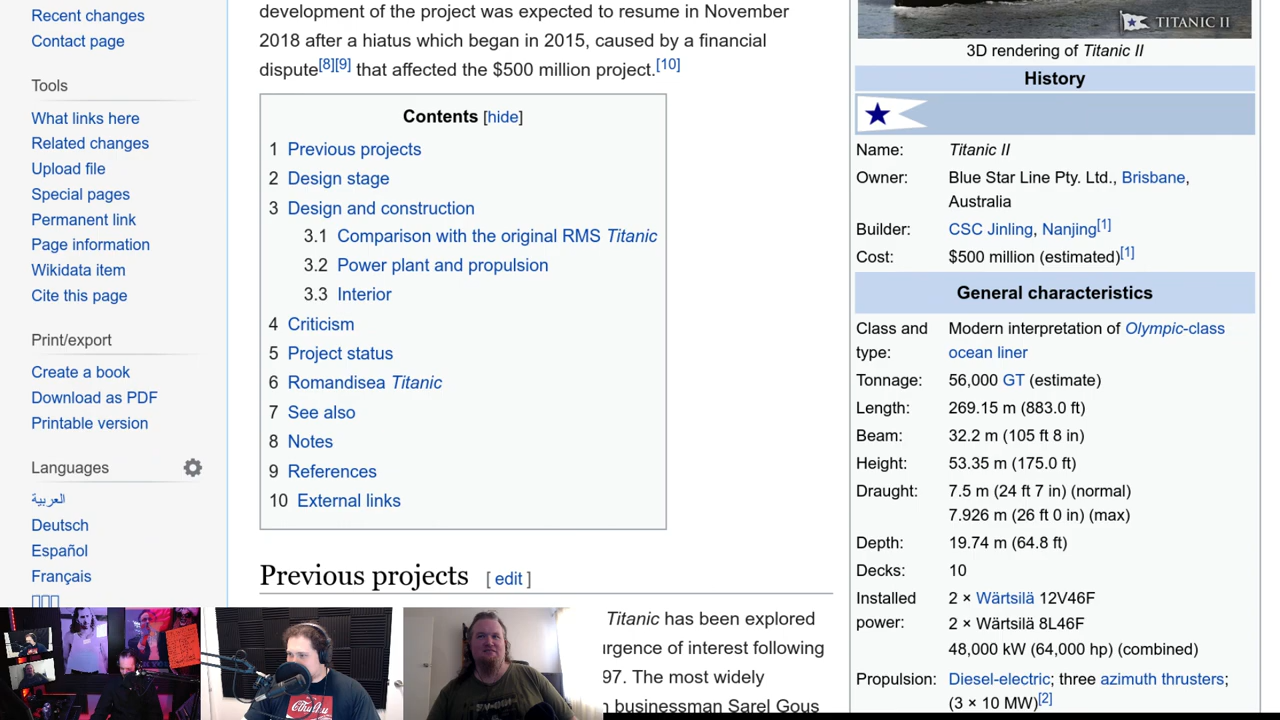 Recent changes
Contact page
Tools
What links here
Related changes
Upload file
Special pages
Permanent link
Page information
Wikidata item
Cite this page
Print/export
Create a book
Download as PDF
Printable version
Languages
العربية
Deutsch
Español
Français
development of the project was expected to resume in November
2018 after a hiatus which began in 2015, caused by a financial
dispute[8][9] that affected the $500 million project.[10]
Contents [hide]
1 Previous projects
2 Design stage
3 Design and construction
3.1 Comparison with the original RMS Titanic
3.2 Power plant and propulsion
3.3 Interior
4 Criticism
5 Project status
6 Romandisea Titanic
7 See also
8 Notes
9 References
10 External links
Previous projects [ edit ]
Titanic has been explored
urgence of interest following
97. The most widely
businessman Sarel Gous
TITANIC II
3D rendering of Titanic II
History
Name: Titanic II
Owner: Blue Star Line Pty. Ltd., Brisbane,
Australia
Builder: CSC Jinling, Nanjing[1]
Cost: $500 million (estimated)[1]
General characteristics
Class and Modern interpretation of Olympic-class
type: ocean liner
Tonnage: 56,000 GT (estimate)
Length: 269.15 m (883.0 ft)
Beam: 32.2 m (105 ft 8 in)
Height: 53.35 m (175.0 ft)
Draught: 7.5 m (24 ft 7 in) (normal)
7.926 m (26 ft 0 in) (max)
Depth: 19.74 m (64.8 ft)
Decks: 10
Installed 2 × Wärtsilä 12V46F
power: 2 × Wärtsilä 8L46F
48,000 kW (64,000 hp) (combined)
Propulsion: Diesel-electric; three azimuth thrusters;
(3 × 10 MW)[2]